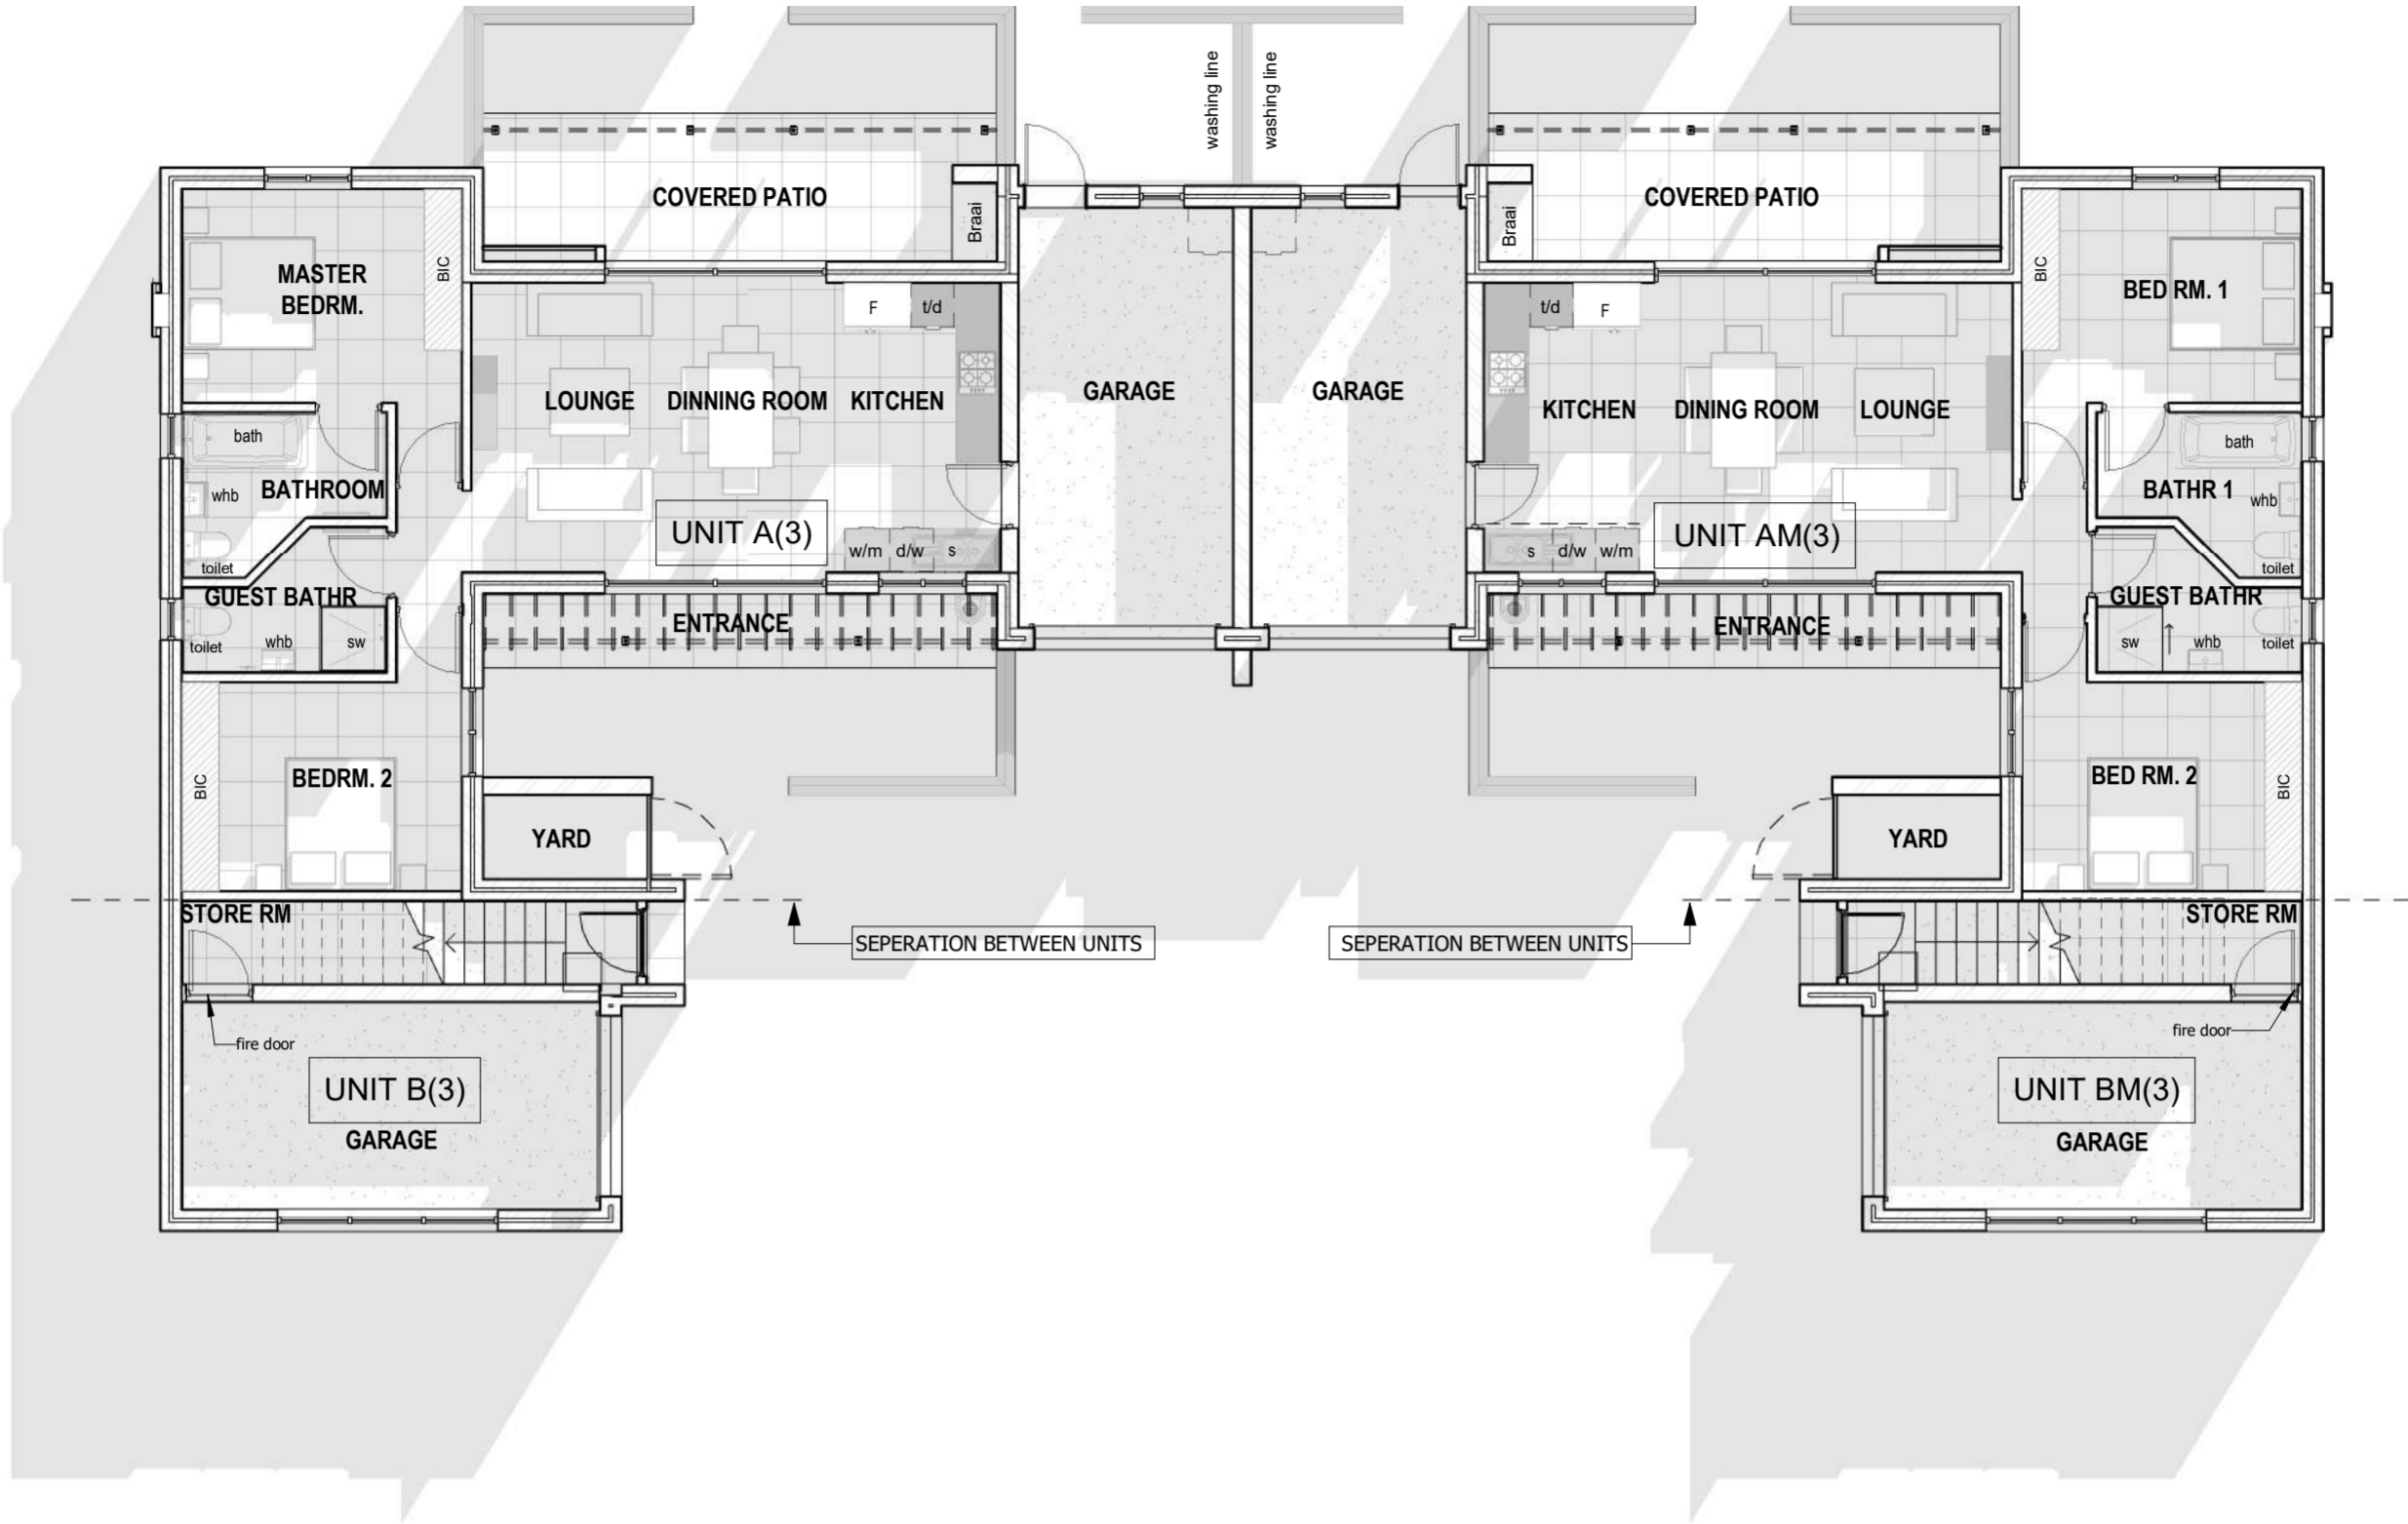 washing line
washing line
COVERED PATIO
COVERED PATIO
Braai
Braai
MASTER
BEDRM.
BIC
BIC
BED RM. 1
F
t/d
t/d
F
LOUNGE
DINNING ROOM
KITCHEN
GARAGE
GARAGE
KITCHEN
DINING ROOM
LOUNGE
bath
bath
whb
BATHROOM
BATHR 1
whb
UNIT A(3)
UNIT AM(3)
w/m
d/w
s
s
d/w
w/m
toilet
toilet
GUEST BATHR
GUEST BATHR
ENTRANCE
ENTRANCE
toilet
whb
sw
sw
whb
toilet
BIC
BEDRM. 2
BED RM. 2
BIC
YARD
YARD
STORE RM
STORE RM
SEPERATION BETWEEN UNITS
SEPERATION BETWEEN UNITS
fire door
fire door
UNIT B(3)
UNIT BM(3)
GARAGE
GARAGE